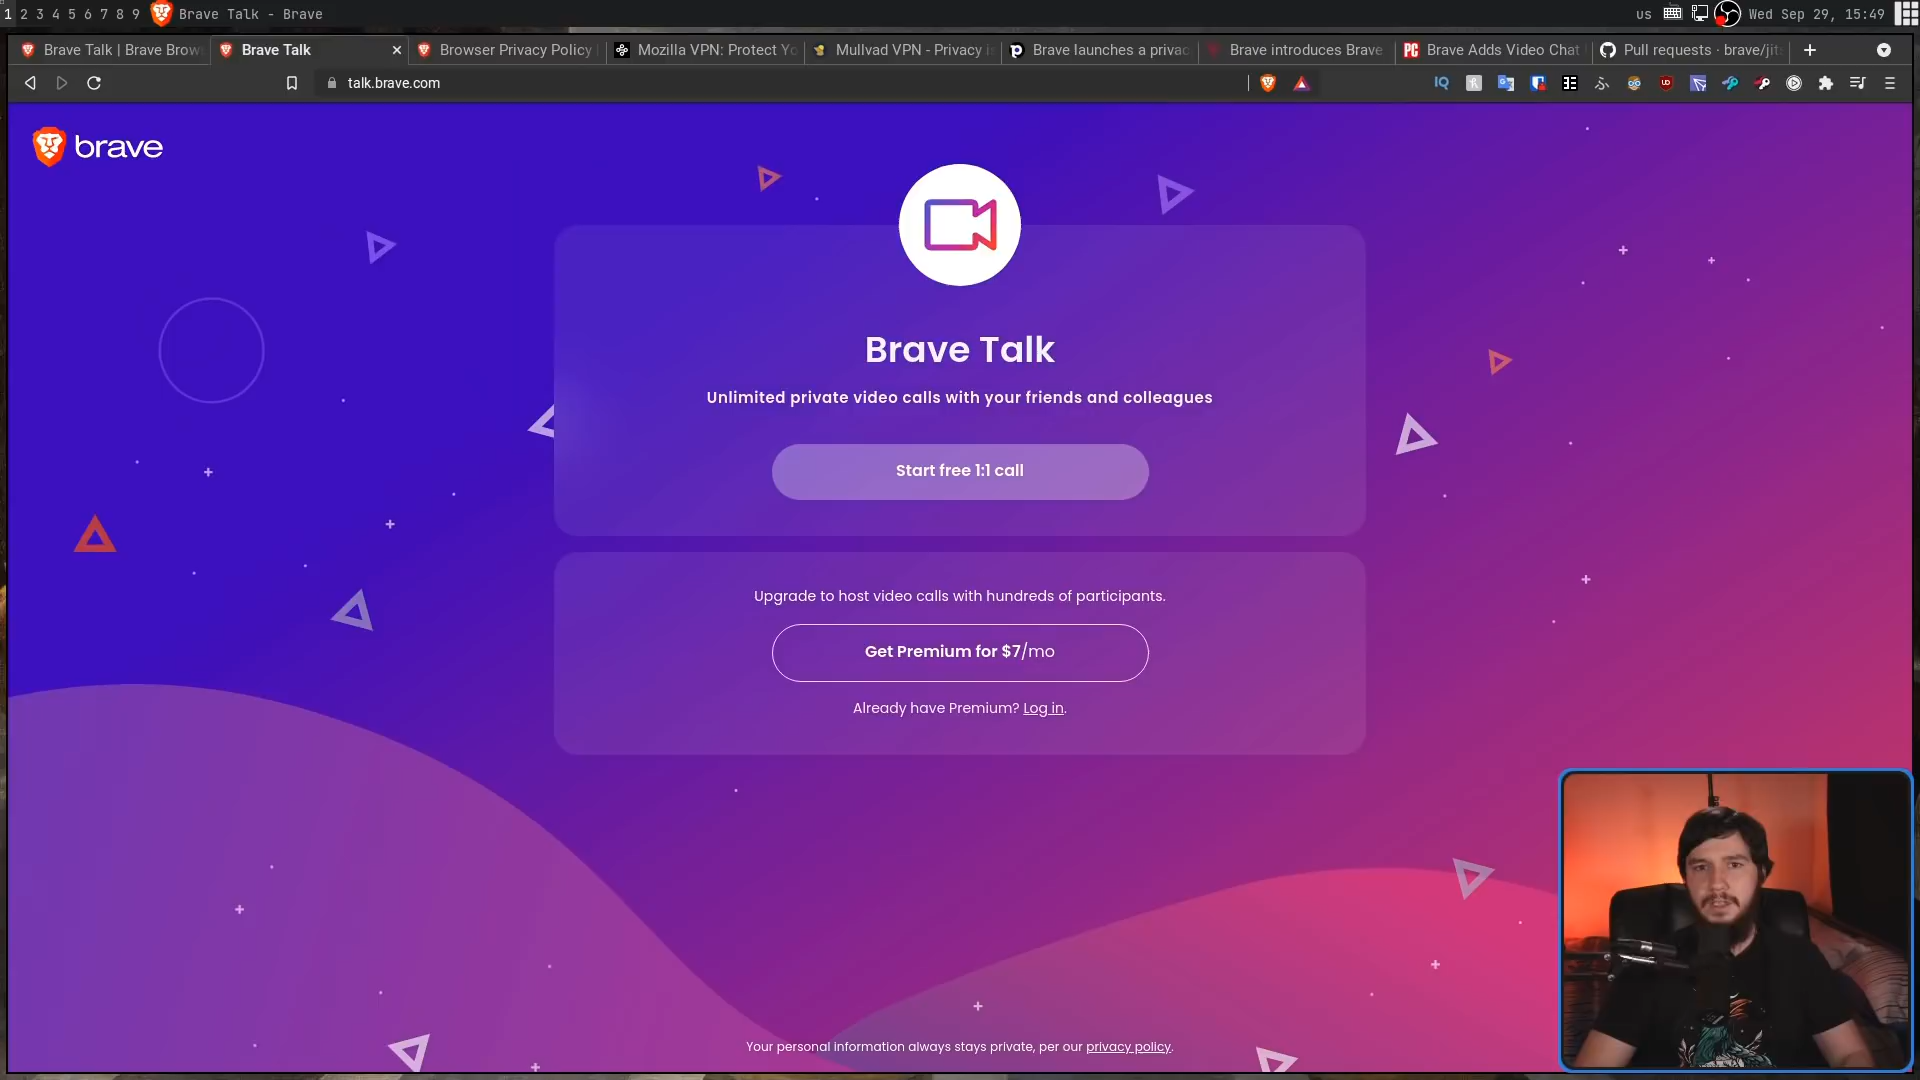 1 2 3 4 5 6 7 8 9 Brave Talk - Brave us Wed Sep 29, 15:49
Brave Talk | Brave Brow
Brave Talk
Browser Privacy Policy
Mozilla VPN: Protect Yo
Mullvad VPN - Privacy is
Brave launches a privac
Brave introduces Brave
PC Brave Adds Video Chat
Pull requests · brave/jit
talk.brave.com
IQ
brave
Brave Talk
Unlimited private video calls with your friends and colleagues
Start free 1:1 call
Upgrade to host video calls with hundreds of participants.
Get Premium for $7/mo
Already have Premium? Log in.
Your personal information always stays private, per our privacy policy.